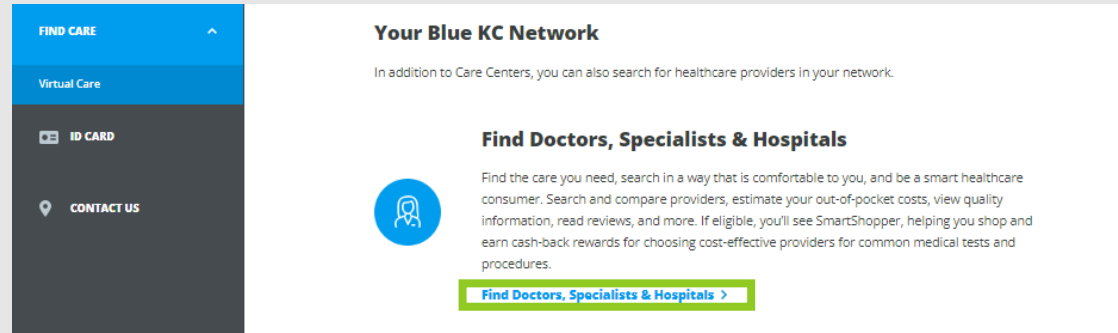 FIND CARE
Virtual Care
ID CARD
CONTACT US
Your Blue KC Network
In addition to Care Centers, you can also search for healthcare providers in your network.
Find Doctors, Specialists & Hospitals
Find the care you need, search in a way that is comfortable to you, and be a smart healthcare
consumer. Search and compare providers, estimate your out-of-pocket costs, view quality
information, read reviews, and more. If eligible, you'll see SmartShopper, helping you shop and
earn cash-back rewards for choosing cost-effective providers for common medical tests and
procedures.
Find Doctors, Specialists & Hospitals >